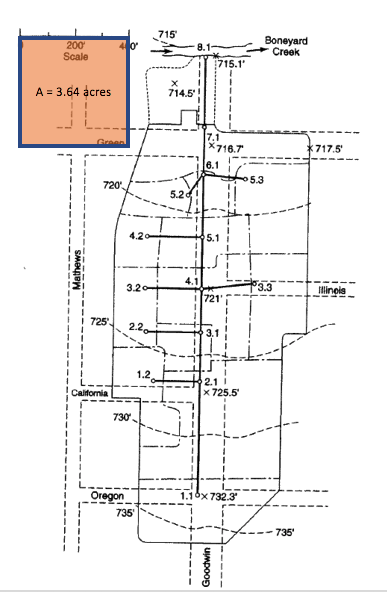 0 200' 400'
Scale
A = 3.64 acres
715'
8.1
Boneyard
Creek
715.1'
714.5'
Green
7.1
716.7'
717.5'
6.1
5.3
720'
5.2
4.2
5.1
Mathews
4.1
3.2
3.3
721'
Illinois
725'
2.2
3.1
1.2
2.1
California
725.5'
730'
Oregon
1.1
732.3'
735'
735'
Goodwin